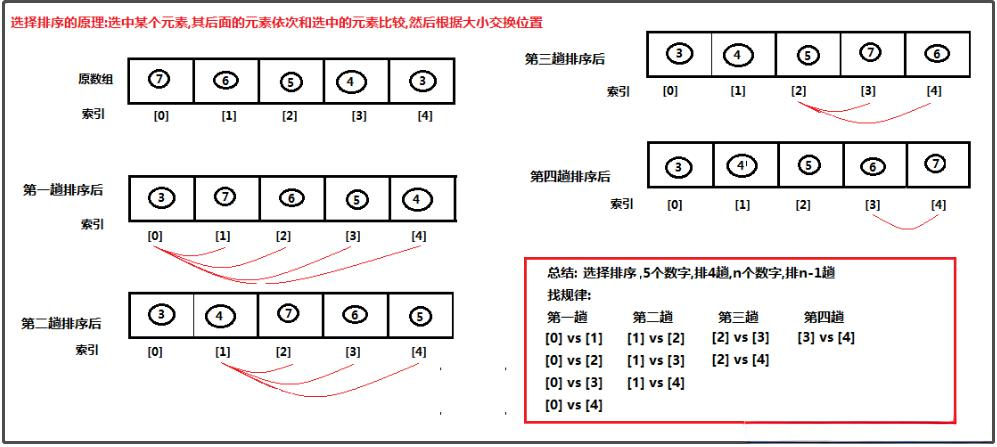 选择排序的原理:选中某个元素,其后面的元素依次和选中的元素比较,然后根据大小交换位置
原数组 7 6 5 4 3
索引 [0] [1] [2] [3] [4]
第一趟排序后 3 7 6 5 4
索引 [0] [1] [2] [3] [4]
第二趟排序后 3 4 7 6 5
索引 [0] [1] [2] [3] [4]
第三趟排序后 3 4 5 7 6
索引 [0] [1] [2] [3] [4]
第四趟排序后 3 4 5 6 7
索引 [0] [1] [2] [3] [4]
总结: 选择排序 ,5个数字,排4趟,n个数字,排n-1趟
找规律:
第一趟 第二趟 第三趟 第四趟
[0] vs [1] [1] vs [2] [2] vs [3] [3] vs [4]
[0] vs [2] [1] vs [3] [2] vs [4]
[0] vs [3] [1] vs [4]
[0] vs [4]